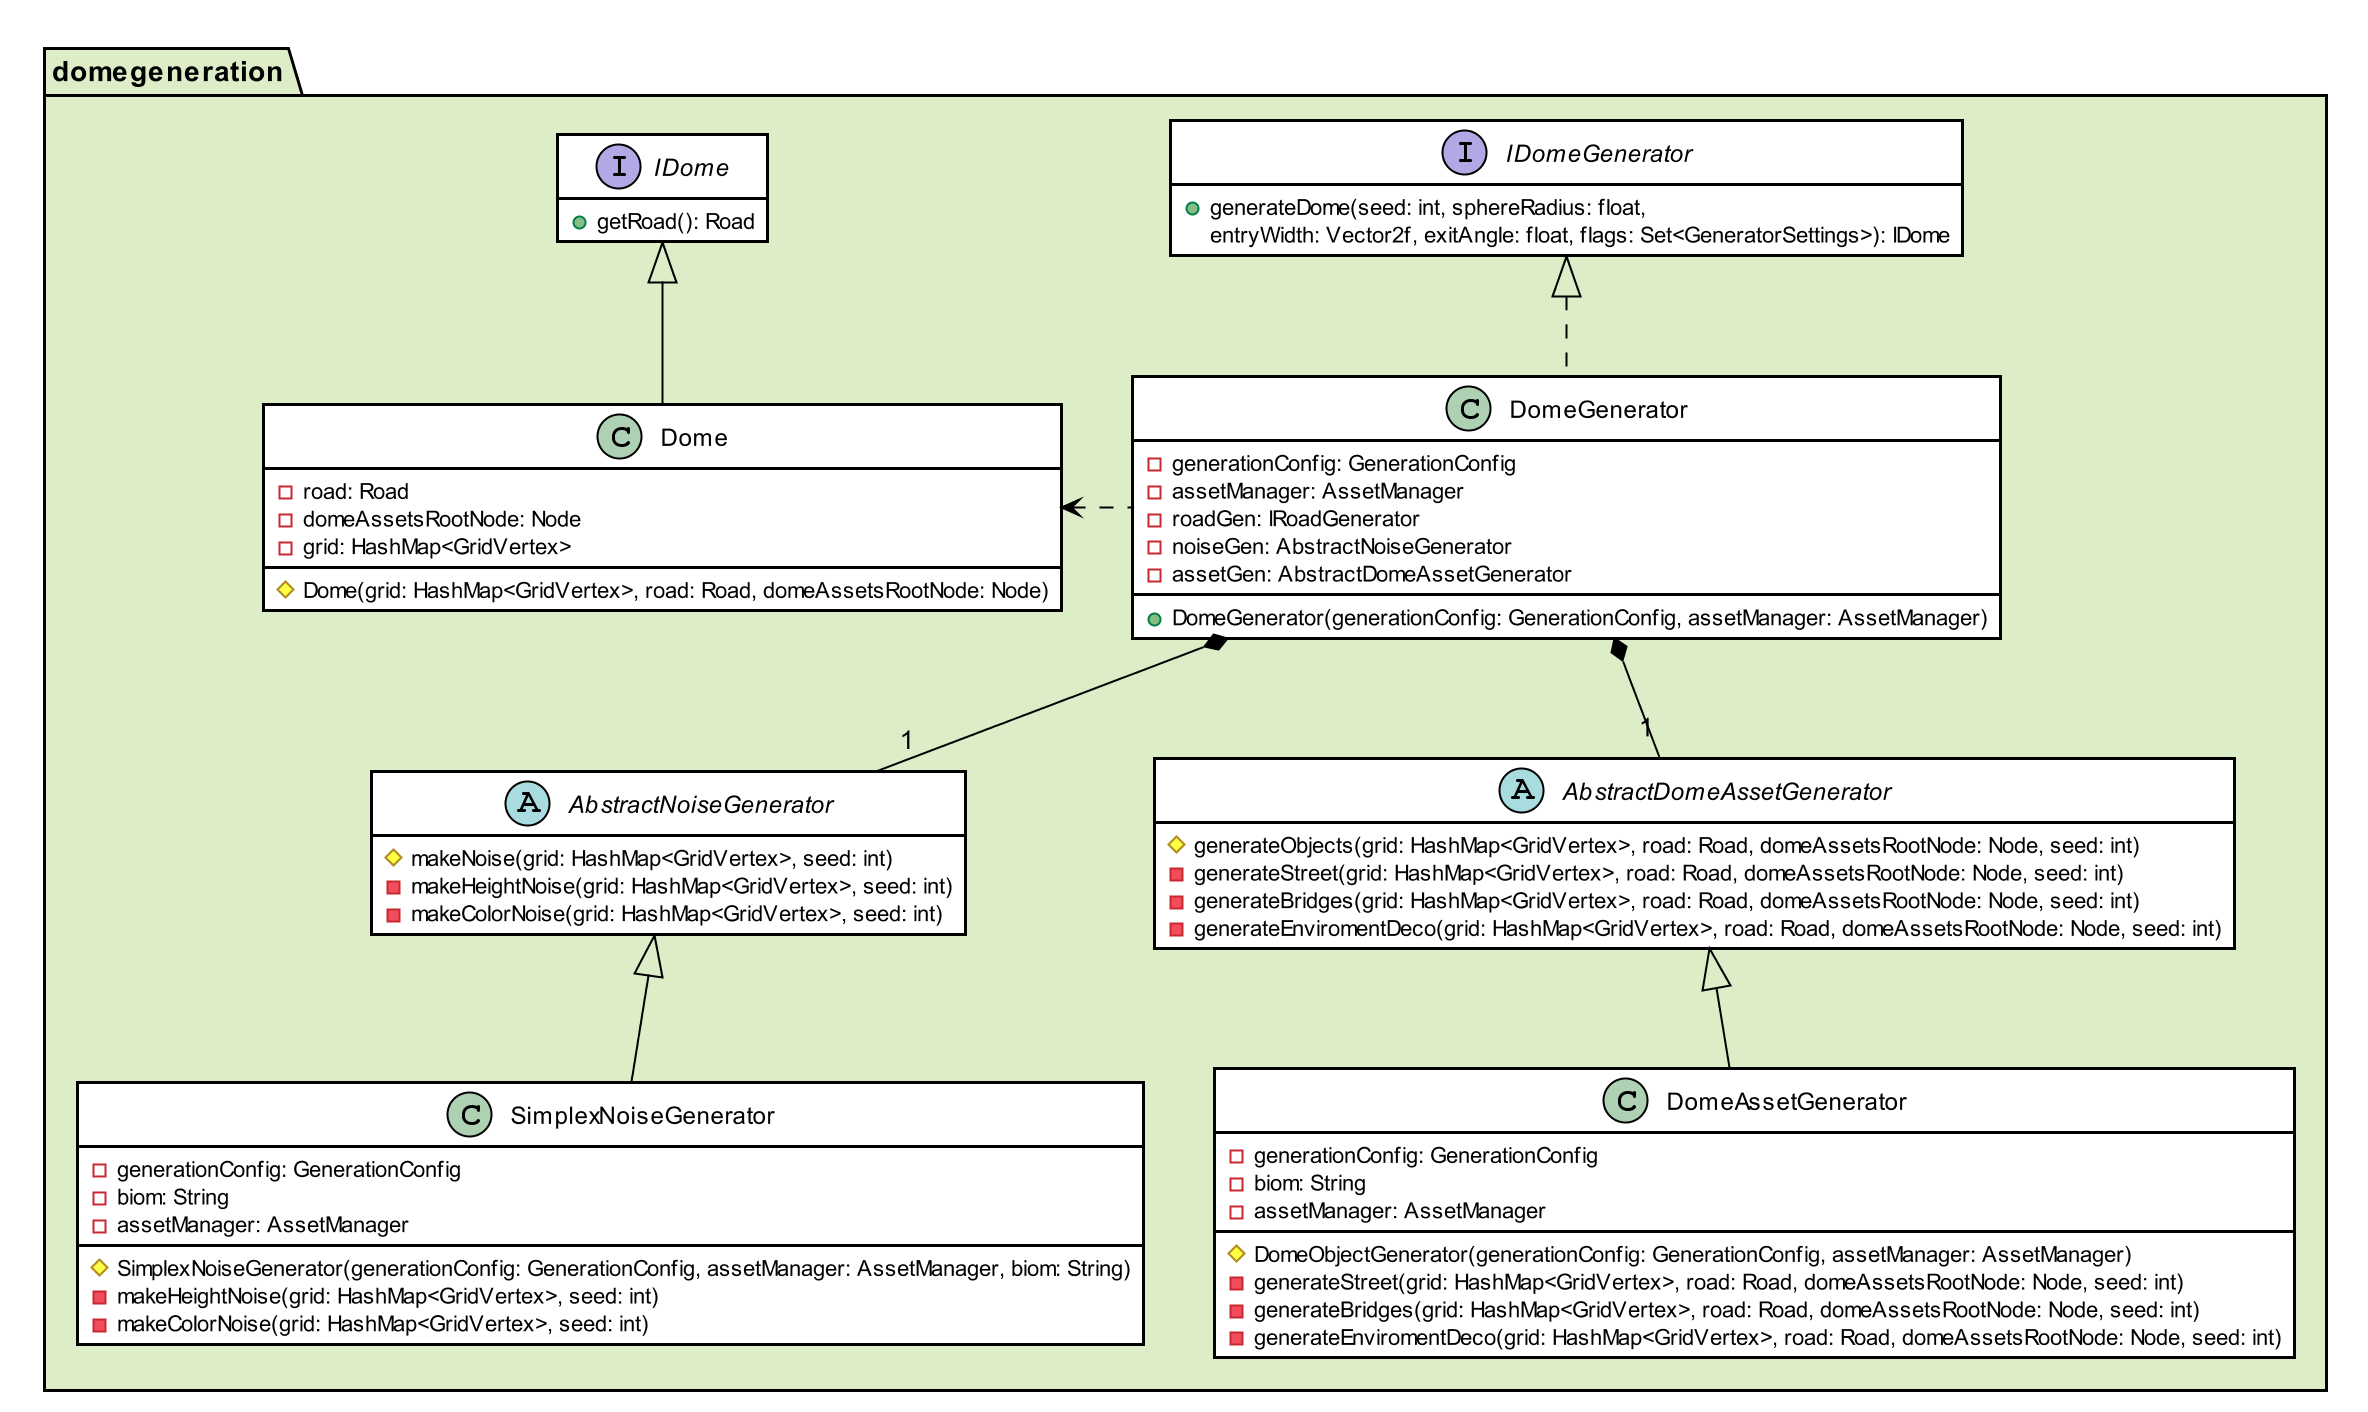 domegeneration
I IDome
getRoad(): Road
I IDomeGenerator
generateDome(seed: int, sphereRadius: float,
entryWidth: Vector2f, exitAngle: float, flags: Set<GeneratorSettings>): IDome
C Dome
road: Road
domeAssetsRootNode: Node
grid: HashMap<GridVertex>
Dome(grid: HashMap<GridVertex>, road: Road, domeAssetsRootNode: Node)
C DomeGenerator
generationConfig: GenerationConfig
assetManager: AssetManager
roadGen: IRoadGenerator
noiseGen: AbstractNoiseGenerator
assetGen: AbstractDomeAssetGenerator
DomeGenerator(generationConfig: GenerationConfig, assetManager: AssetManager)
1
1
A AbstractNoiseGenerator
makeNoise(grid: HashMap<GridVertex>, seed: int)
makeHeightNoise(grid: HashMap<GridVertex>, seed: int)
makeColorNoise(grid: HashMap<GridVertex>, seed: int)
A AbstractDomeAssetGenerator
generateObjects(grid: HashMap<GridVertex>, road: Road, domeAssetsRootNode: Node, seed: int)
generateStreet(grid: HashMap<GridVertex>, road: Road, domeAssetsRootNode: Node, seed: int)
generateBridges(grid: HashMap<GridVertex>, road: Road, domeAssetsRootNode: Node, seed: int)
generateEnviromentDeco(grid: HashMap<GridVertex>, road: Road, domeAssetsRootNode: Node, seed: int)
C SimplexNoiseGenerator
generationConfig: GenerationConfig
biom: String
assetManager: AssetManager
SimplexNoiseGenerator(generationConfig: GenerationConfig, assetManager: AssetManager, biom: String)
makeHeightNoise(grid: HashMap<GridVertex>, seed: int)
makeColorNoise(grid: HashMap<GridVertex>, seed: int)
C DomeAssetGenerator
generationConfig: GenerationConfig
biom: String
assetManager: AssetManager
DomeObjectGenerator(generationConfig: GenerationConfig, assetManager: AssetManager)
generateStreet(grid: HashMap<GridVertex>, road: Road, domeAssetsRootNode: Node, seed: int)
generateBridges(grid: HashMap<GridVertex>, road: Road, domeAssetsRootNode: Node, seed: int)
generateEnviromentDeco(grid: HashMap<GridVertex>, road: Road, domeAssetsRootNode: Node, seed: int)